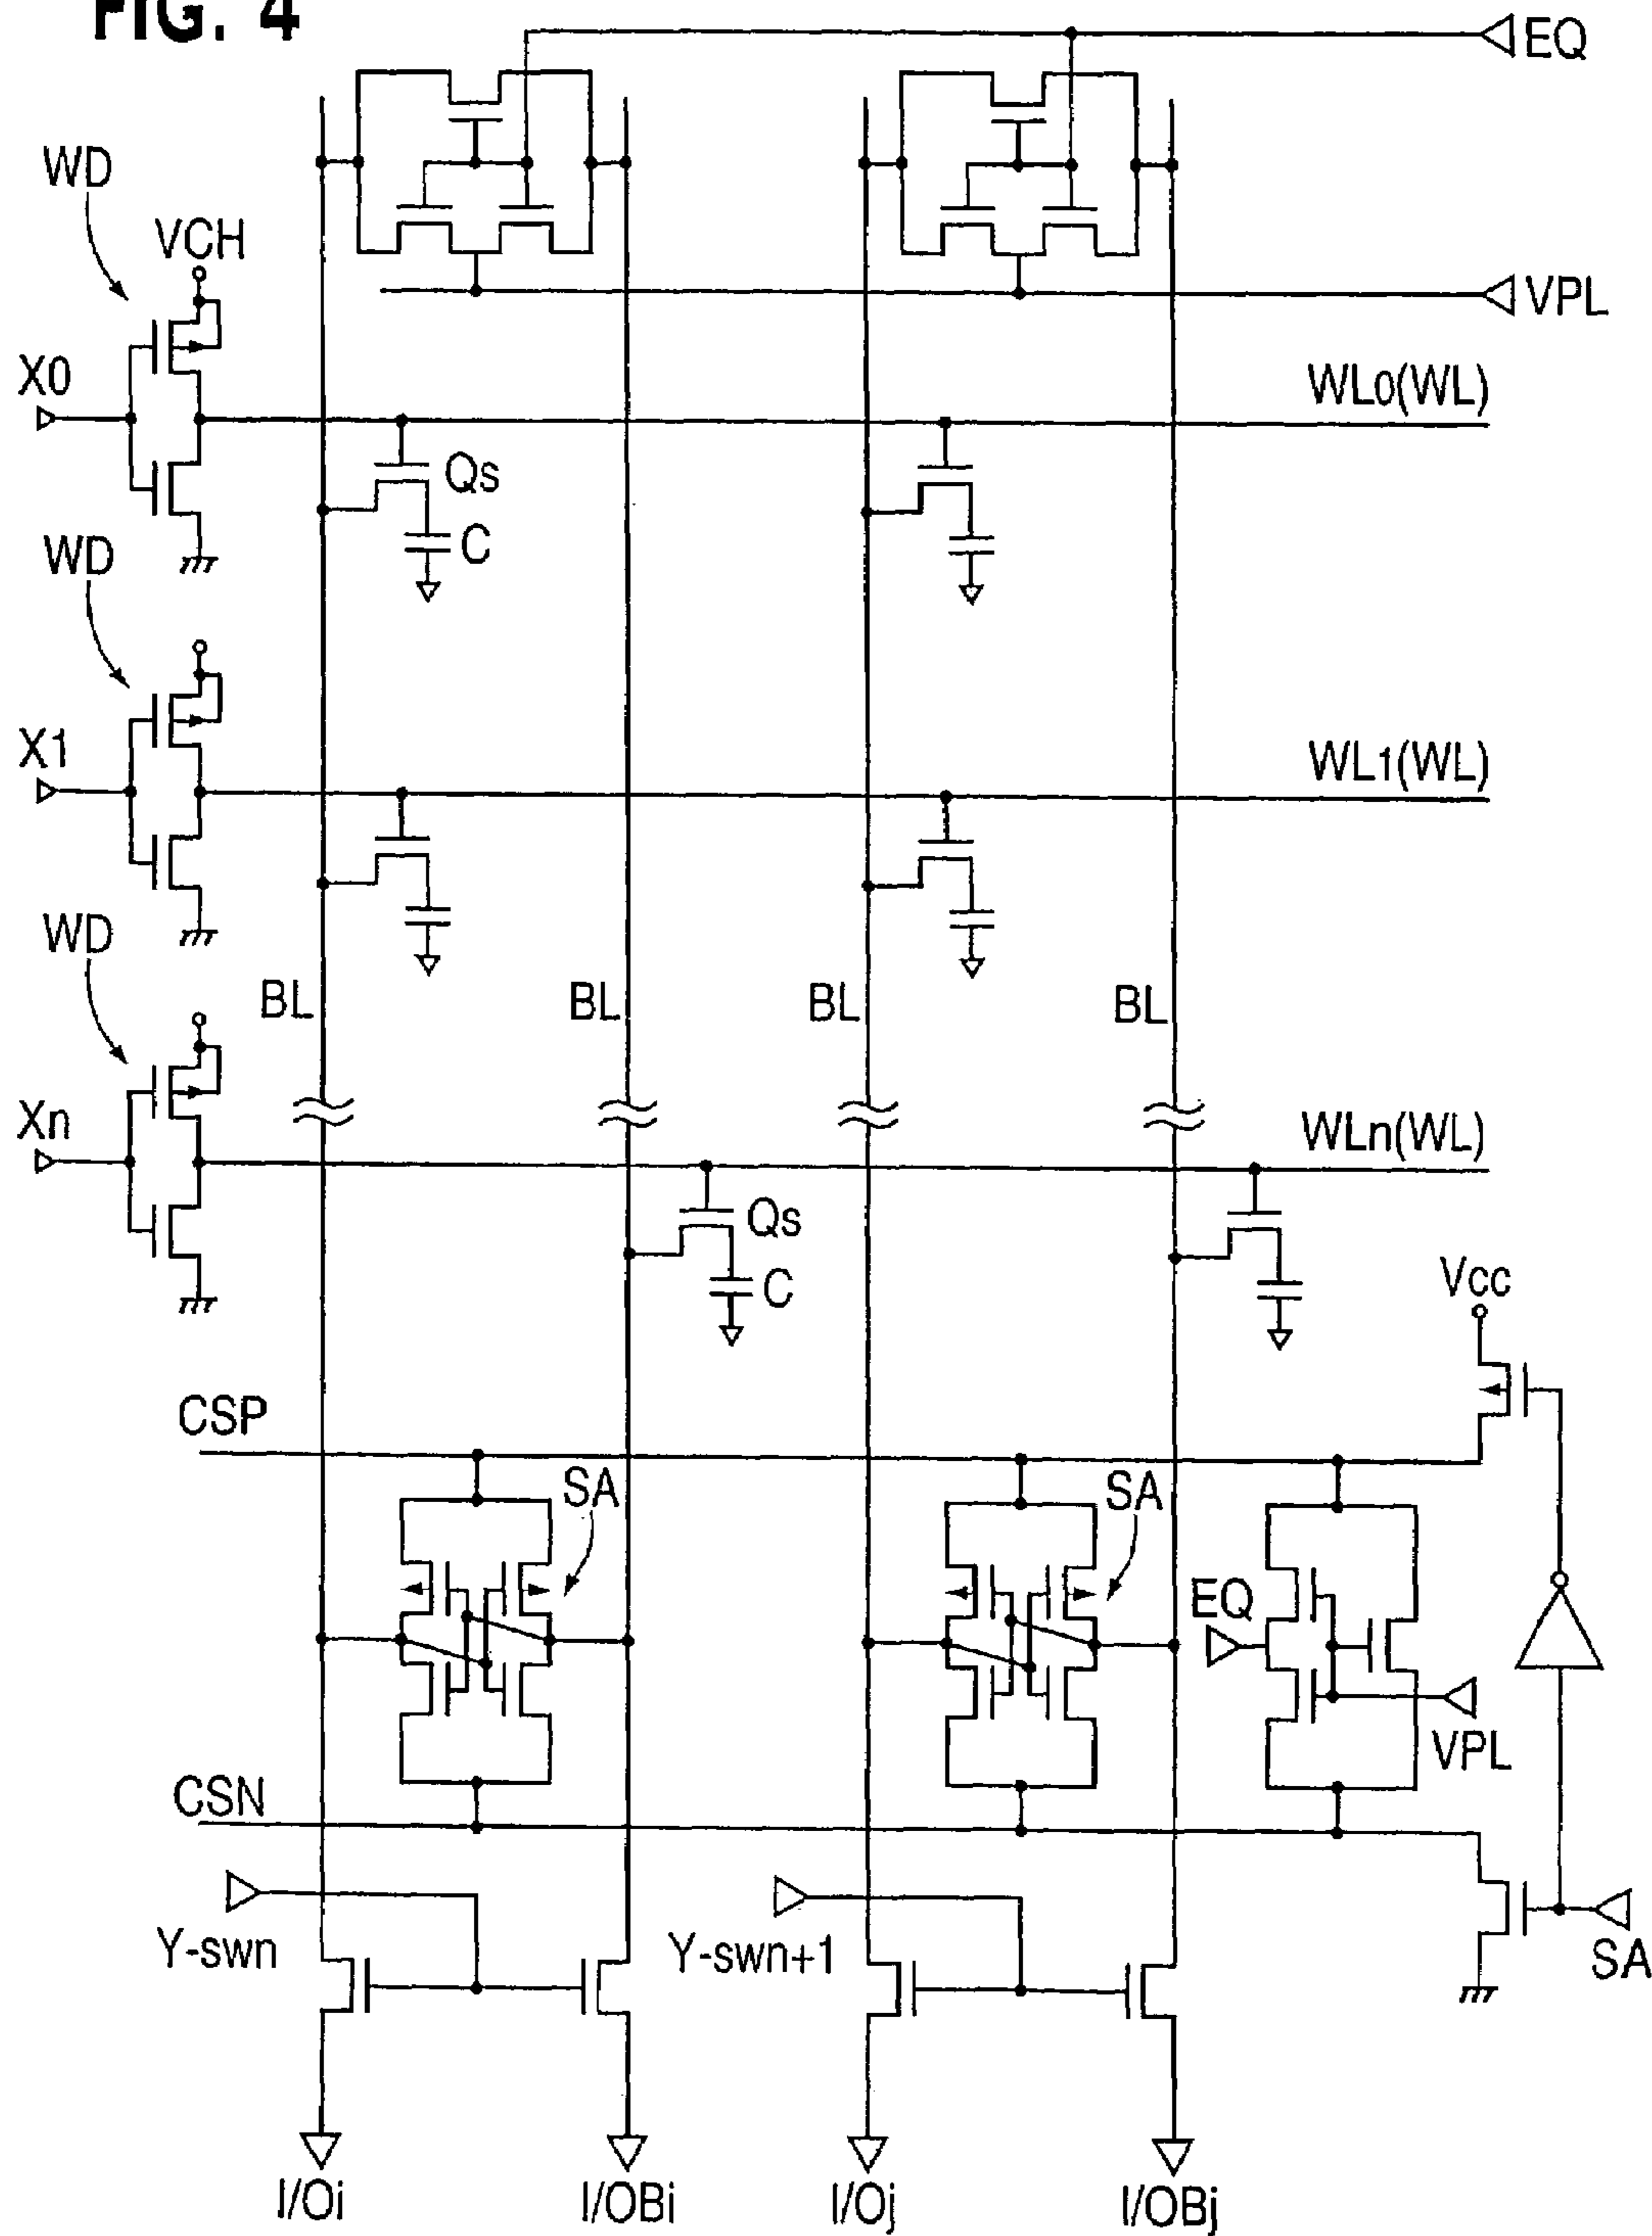 FIG. 4
EQ
WD
VCH
VPL
X0
WL0(WL)
Qs
C
WD
X1
WL1(WL)
WD
BL
BL
BL
BL
Xn
WLn(WL)
Qs
C
Vcc
CSP
SA
SA
EQ
VPL
CSN
Y-swn
Y-swn+1
SA
I/Oi
I/OBi
I/Oj
I/OBj